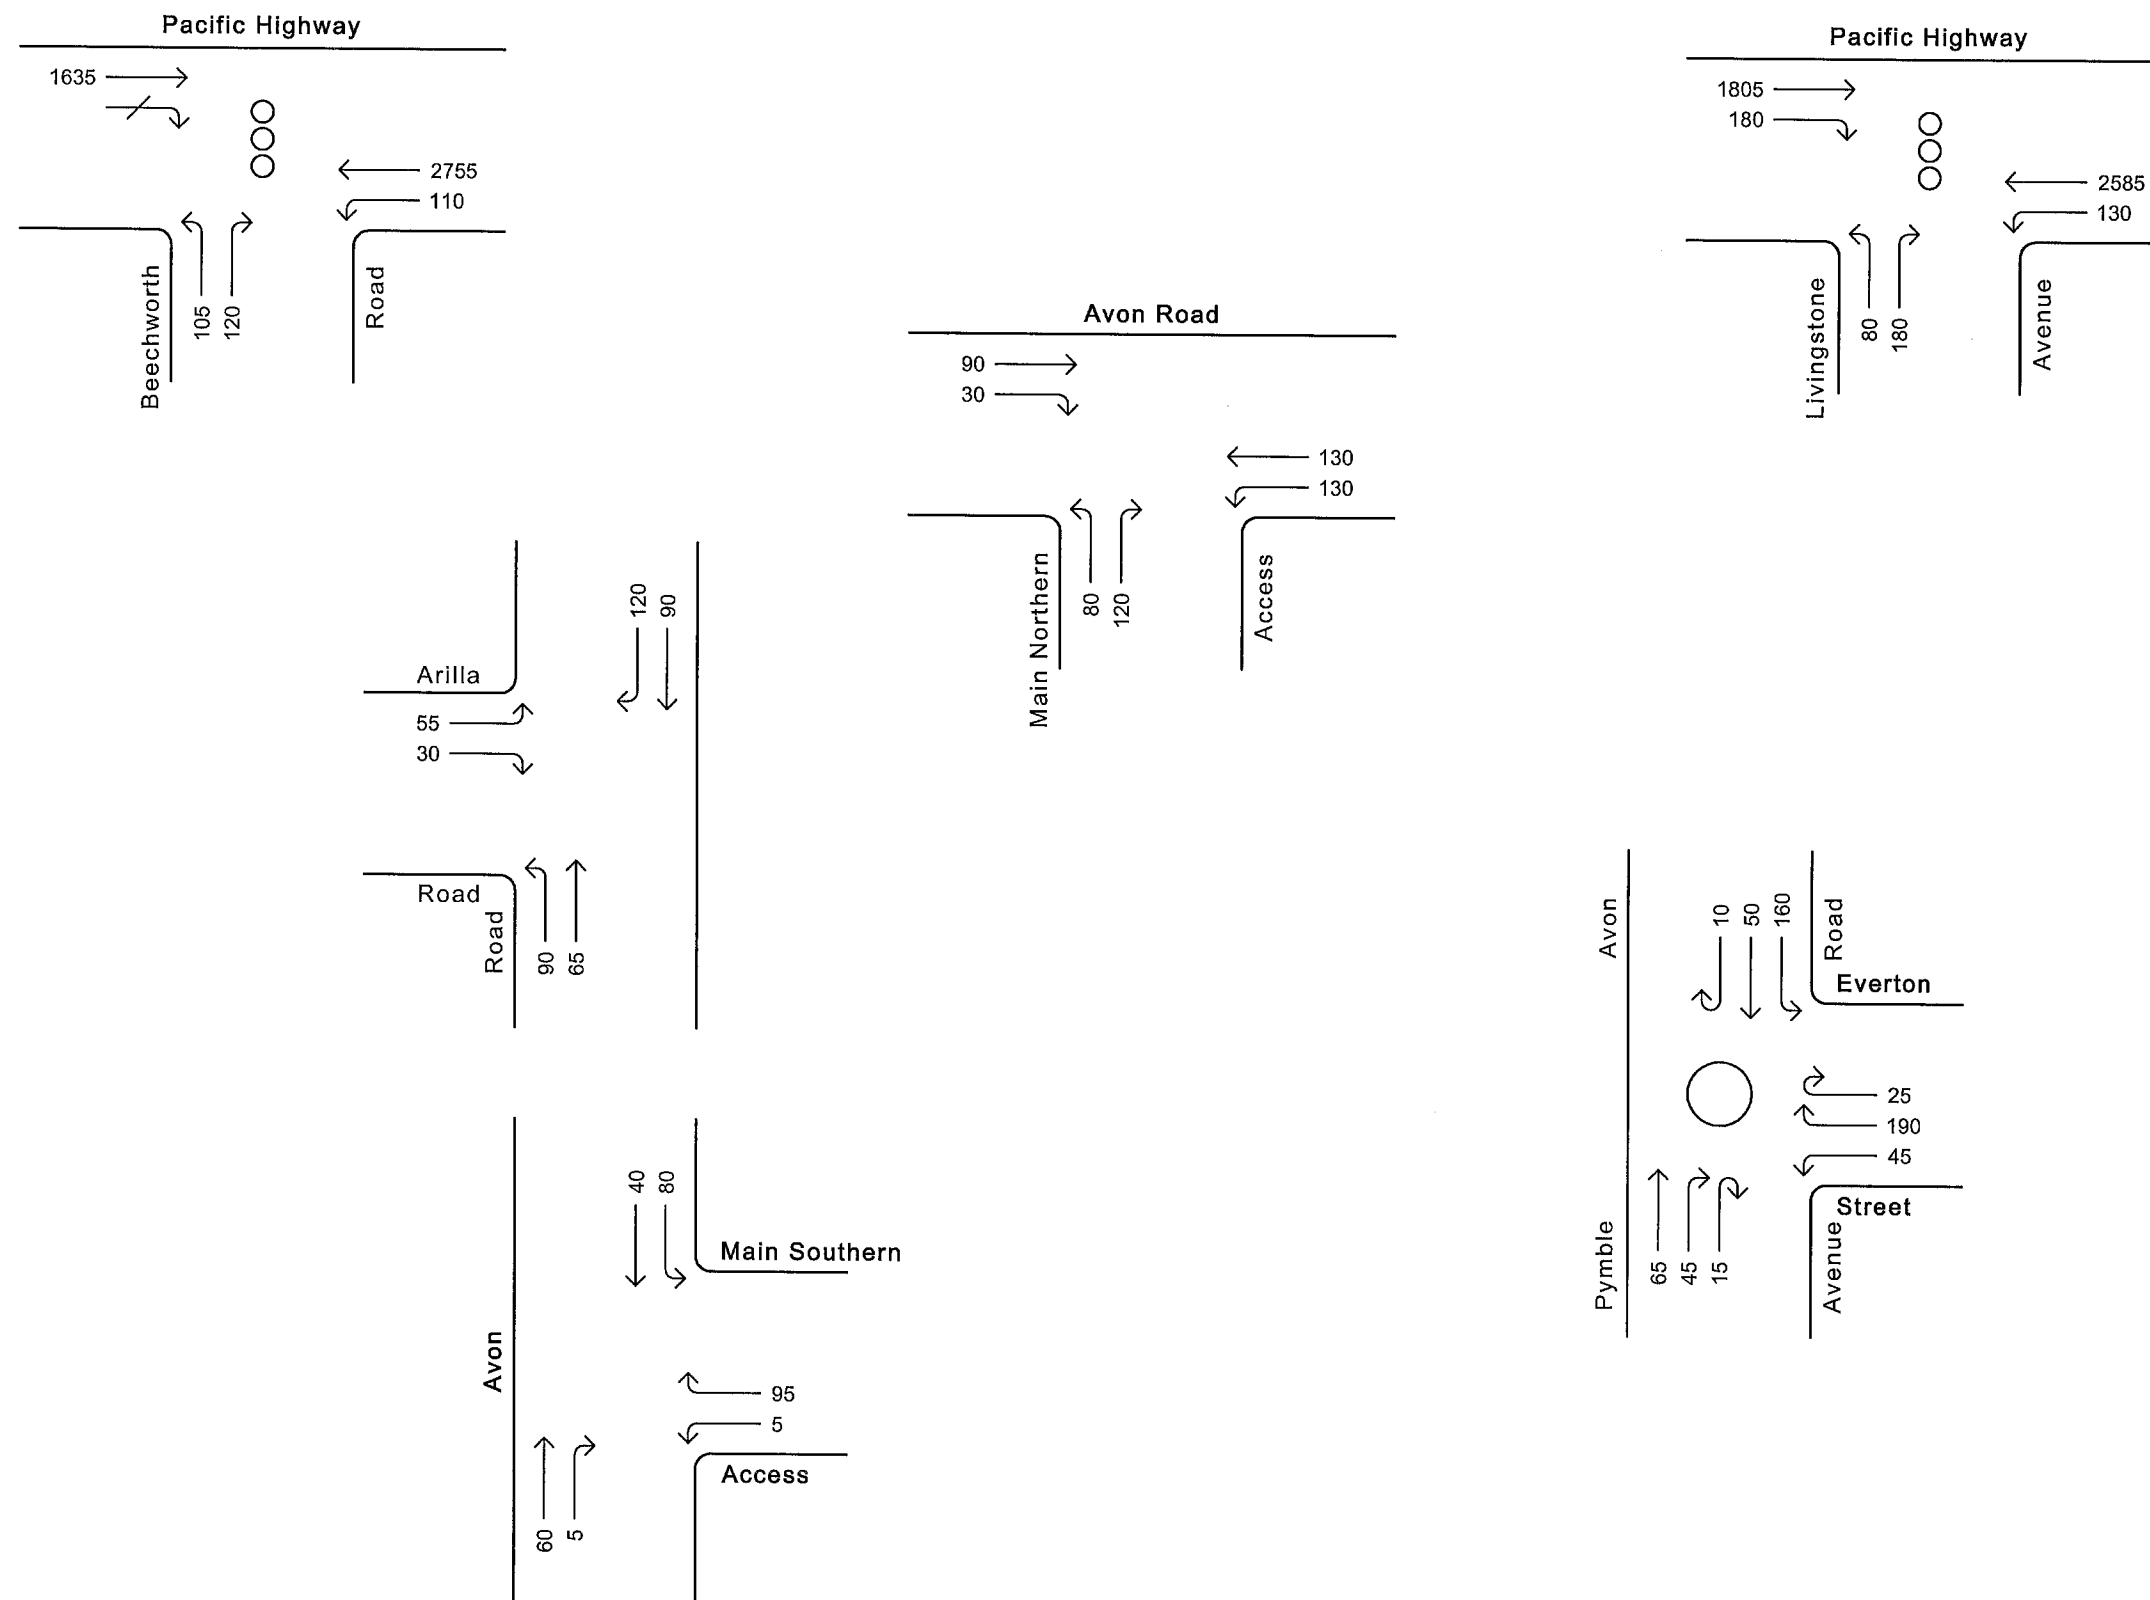 Pacific Highway
1635
2755
110
105
120
Beechworth
Road
Pacific Highway
1805
180
2585
130
80
180
Livingstone
Avenue
Avon Road
90
30
130
130
80
120
Main Northern
Access
120
90
Arilla
55
30
Road
Road
90
65
Avon
Road
10
50
160
Everton
25
190
45
Street
Pymble
Avenue
65
45
15
40
80
Main Southern
Avon
95
5
Access
60
5